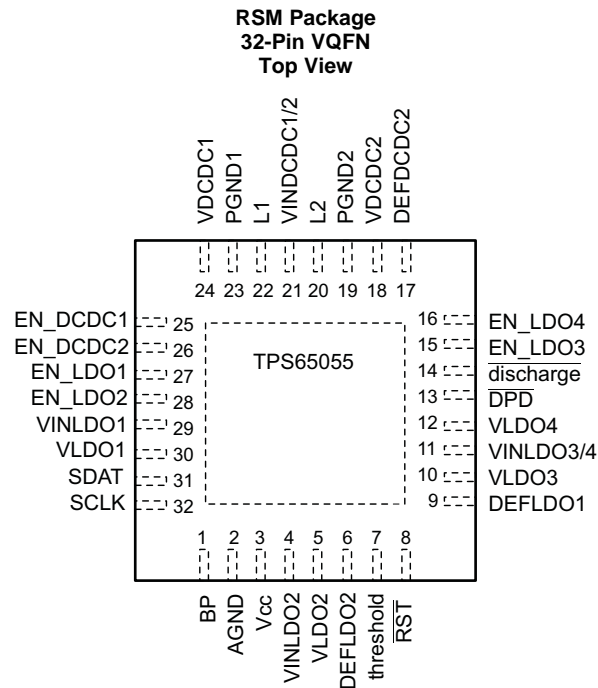 RSM Package
32-Pin VQFN
Top View
VDCDC1
PGND1
L1
VINDCDC1/2
L2
PGND2
VDCDC2
DEFDCDC2
24 23 22 21 20 19 18 17
EN_DCDC1 25
EN_DCDC2 26
EN_LDO1 27
EN_LDO2 28
VINLDO1 29
VLDO1 30
SDAT 31
SCLK 32
TPS65055
16 EN_LDO4
15 EN_LDO3
14 discharge
13 DPD
12 VLDO4
11 VINLDO3/4
10 VLDO3
9 DEFLDO1
1 2 3 4 5 6 7 8
BP
AGND
Vcc
VINLDO2
VLDO2
DEFLDO2
threshold
RST